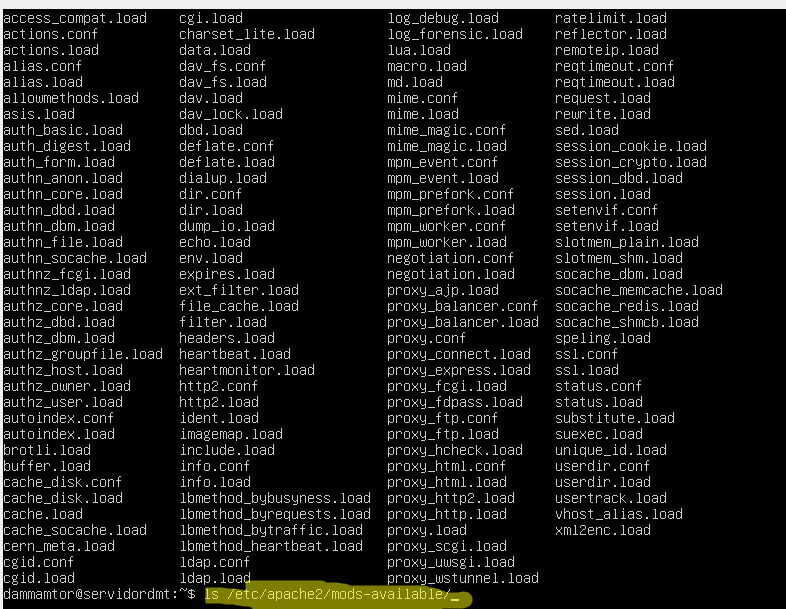 access_compat.load cgi.load log_debug.load ratelimit.load
actions.conf charset_lite.load log_forensic.load reflector.load
actions.load data.load lua.load remoteip.load
alias.conf dav_fs.conf macro.load reqtimeout.conf
alias.load dav_fs.load md.load reqtimeout.load
allowmethods.load dav.load mime.conf request.load
asis.load dav_lock.load mime.load rewrite.load
auth_basic.load dbd.load mime_magic.conf sed.load
auth_digest.load deflate.conf mime_magic.load session_cookie.load
auth_form.load deflate.load mpm_event.conf session_crypto.load
authn_anon.load dialup.load mpm_event.load session_dbd.load
authn_core.load dir.conf mpm_prefork.conf session.load
authn_dbd.load dir.load mpm_prefork.load setenvif.conf
authn_dbm.load dump_io.load mpm_worker.conf setenvif.load
authn_file.load echo.load mpm_worker.load slotmem_plain.load
authn_socache.load env.load negotiation.conf slotmem_shm.load
authnz_fcgi.load expires.load negotiation.load socache_dbm.load
authnz_ldap.load ext_filter.load proxy_ajp.load socache_memcache.load
authz_core.load file_cache.load proxy_balancer.conf socache_redis.load
authz_dbd.load filter.load proxy_balancer.load socache_shmcb.load
authz_dbm.load headers.load proxy.conf speling.load
authz_groupfile.load heartbeat.load proxy_connect.load ssl.conf
authz_host.load heartmonitor.load proxy_express.load ssl.load
authz_owner.load http2.conf proxy_fcgi.load status.conf
authz_user.load http2.load proxy_fdpass.load status.load
autoindex.conf ident.load proxy_ftp.conf substitute.load
autoindex.load imagemap.load proxy_ftp.load suexec.load
brotli.load include.load proxy_hcheck.load unique_id.load
buffer.load info.conf proxy_html.conf userdir.conf
cache_disk.conf info.load proxy_html.load userdir.load
cache_disk.load lbmethod_bybusyness.load proxy_http2.load usertrack.load
cache.load lbmethod_byrequests.load proxy_http.load vhost_alias.load
cache_socache.load lbmethod_bytraffic.load proxy.load xml2enc.load
cern_meta.load lbmethod_heartbeat.load proxy_scgi.load
cgid.conf ldap.conf proxy_uwsgi.load
cgid.load ldap.load proxy_wstunnel.load
dammamtor@servidordmt:~$ ls /etc/apache2/mods-available/_